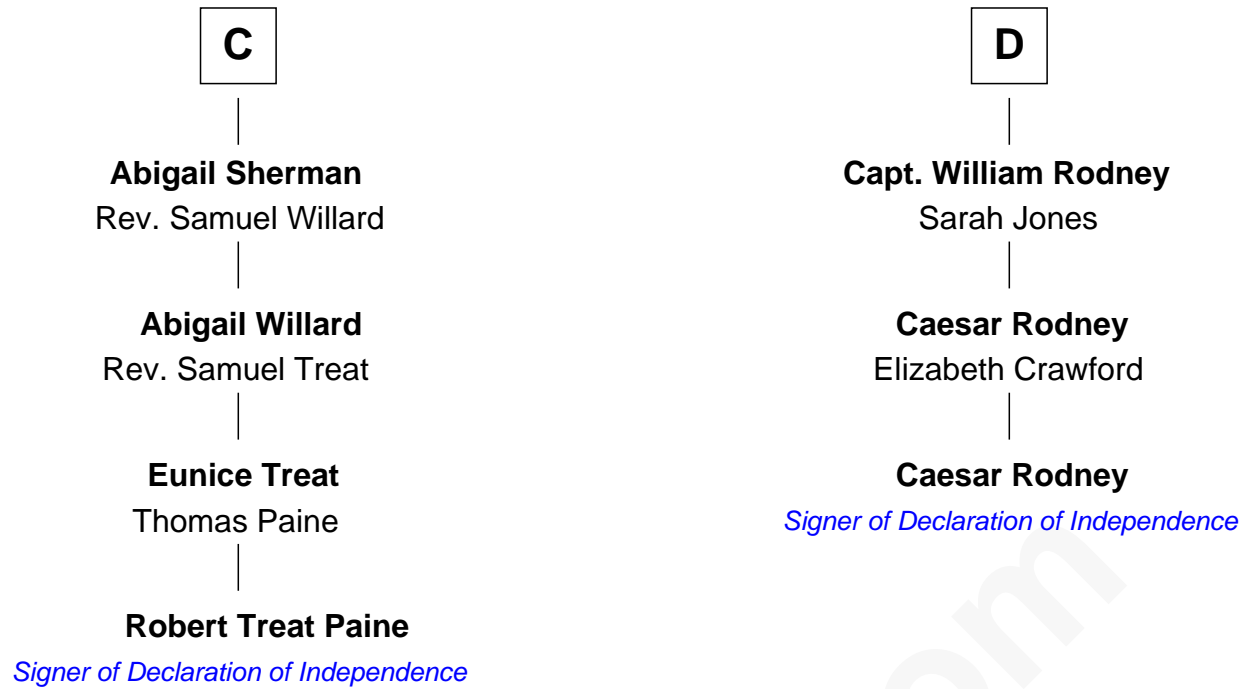 C
Abigail Sherman
Rev. Samuel Willard
Abigail Willard
Rev. Samuel Treat
Eunice Treat
Thomas Paine
Robert Treat Paine
Signer of Declaration of Independence
D
Capt. William Rodney
Sarah Jones
Caesar Rodney
Elizabeth Crawford
Caesar Rodney
Signer of Declaration of Independence
om